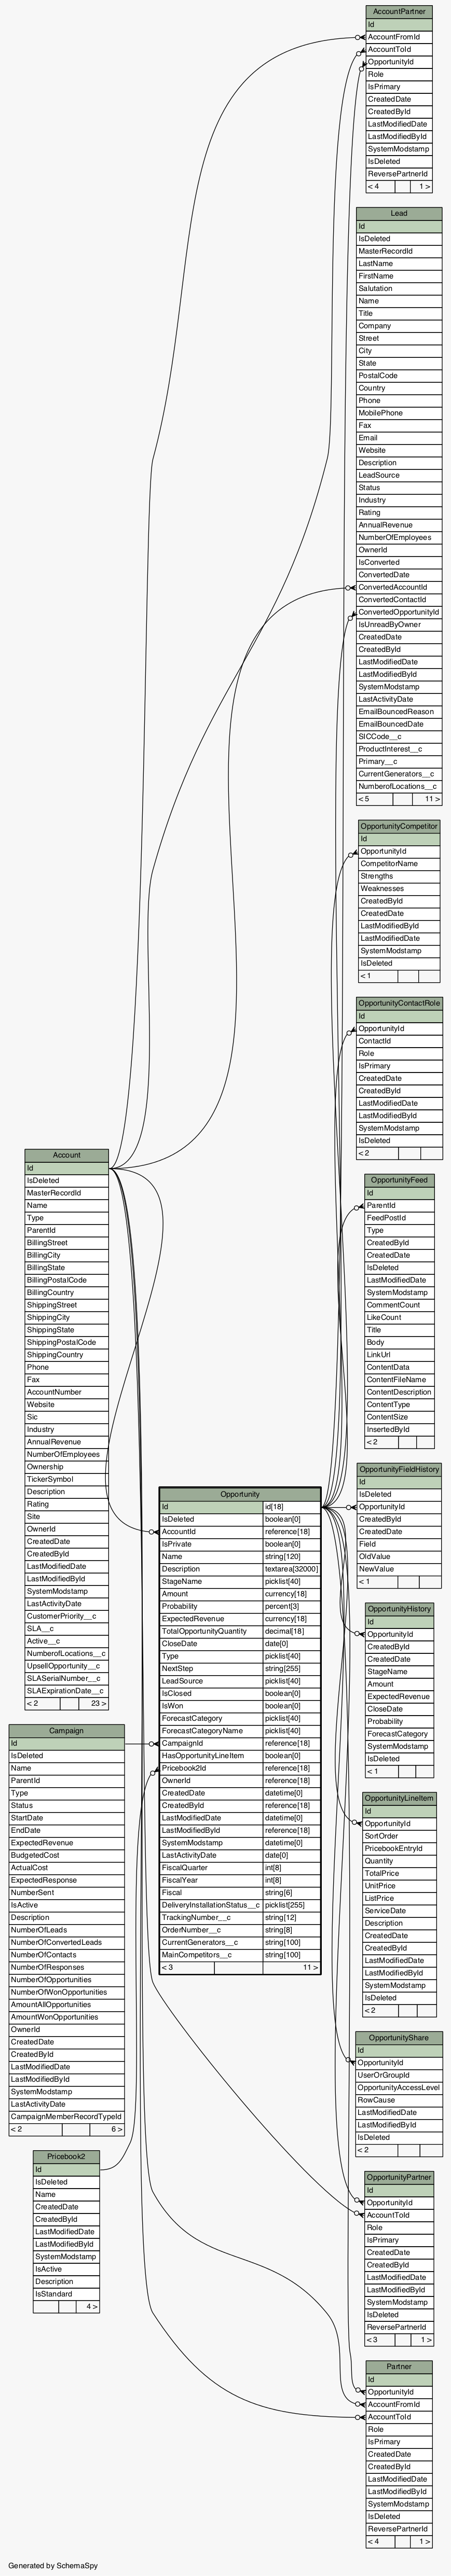 AccountPartner
Id
AccountFromId
AccountToId
OpportunityId
Role
IsPrimary
CreatedDate
CreatedById
LastModifiedDate
LastModifiedById
SystemModstamp
IsDeleted
ReversePartnerId
< 4 1 >
Lead
Id
IsDeleted
MasterRecordId
LastName
FirstName
Salutation
Name
Title
Company
Street
City
State
PostalCode
Country
Phone
MobilePhone
Fax
Email
Website
Description
LeadSource
Status
Industry
Rating
AnnualRevenue
NumberOfEmployees
OwnerId
IsConverted
ConvertedDate
ConvertedAccountId
ConvertedContactId
ConvertedOpportunityId
IsUnreadByOwner
CreatedDate
CreatedById
LastModifiedDate
LastModifiedById
SystemModstamp
LastActivityDate
EmailBouncedReason
EmailBouncedDate
SICCode__c
ProductInterest__c
Primary__c
CurrentGenerators__c
NumberofLocations__c
< 5 11 >
OpportunityCompetitor
Id
OpportunityId
CompetitorName
Strengths
Weaknesses
CreatedById
CreatedDate
LastModifiedById
LastModifiedDate
SystemModstamp
IsDeleted
< 1
OpportunityContactRole
Id
OpportunityId
ContactId
Role
IsPrimary
CreatedDate
CreatedById
LastModifiedDate
LastModifiedById
SystemModstamp
IsDeleted
< 2
Account
Id
IsDeleted
MasterRecordId
Name
Type
ParentId
BillingStreet
BillingCity
BillingState
BillingPostalCode
BillingCountry
ShippingStreet
ShippingCity
ShippingState
ShippingPostalCode
ShippingCountry
Phone
Fax
AccountNumber
Website
Sic
Industry
AnnualRevenue
NumberOfEmployees
Ownership
TickerSymbol
Description
Rating
Site
OwnerId
CreatedDate
CreatedById
LastModifiedDate
LastModifiedById
SystemModstamp
LastActivityDate
CustomerPriority__c
SLA__c
Active__c
NumberofLocations__c
UpsellOpportunity__c
SLASerialNumber__c
SLAExpirationDate__c
< 2 23 >
OpportunityFeed
Id
ParentId
FeedPostId
Type
CreatedById
CreatedDate
IsDeleted
LastModifiedDate
SystemModstamp
CommentCount
LikeCount
Title
Body
LinkUrl
ContentData
ContentFileName
ContentDescription
ContentType
ContentSize
InsertedById
< 2
OpportunityFieldHistory
Id
IsDeleted
OpportunityId
CreatedById
CreatedDate
Field
OldValue
NewValue
< 1
Opportunity
Id id[18]
IsDeleted boolean[0]
AccountId reference[18]
IsPrivate boolean[0]
Name string[120]
Description textarea[32000]
StageName picklist[40]
Amount currency[18]
Probability percent[3]
ExpectedRevenue currency[18]
TotalOpportunityQuantity decimal[18]
CloseDate date[0]
Type picklist[40]
NextStep string[255]
LeadSource picklist[40]
IsClosed boolean[0]
IsWon boolean[0]
ForecastCategory picklist[40]
ForecastCategoryName picklist[40]
CampaignId reference[18]
HasOpportunityLineItem boolean[0]
Pricebook2Id reference[18]
OwnerId reference[18]
CreatedDate datetime[0]
CreatedById reference[18]
LastModifiedDate datetime[0]
LastModifiedById reference[18]
SystemModstamp datetime[0]
LastActivityDate date[0]
FiscalQuarter int[8]
FiscalYear int[8]
Fiscal string[6]
DeliveryInstallationStatus__c picklist[255]
TrackingNumber__c string[12]
OrderNumber__c string[8]
CurrentGenerators__c string[100]
MainCompetitors__c string[100]
< 3 11 >
OpportunityHistory
Id
OpportunityId
CreatedById
CreatedDate
StageName
Amount
ExpectedRevenue
CloseDate
Probability
ForecastCategory
SystemModstamp
IsDeleted
< 1
Campaign
Id
IsDeleted
Name
ParentId
Type
Status
StartDate
EndDate
ExpectedRevenue
BudgetedCost
ActualCost
ExpectedResponse
NumberSent
IsActive
Description
NumberOfLeads
NumberOfConvertedLeads
NumberOfContacts
NumberOfResponses
NumberOfOpportunities
NumberOfWonOpportunities
AmountAllOpportunities
AmountWonOpportunities
OwnerId
CreatedDate
CreatedById
LastModifiedDate
LastModifiedById
SystemModstamp
LastActivityDate
CampaignMemberRecordTypeId
< 2 6 >
OpportunityLineItem
Id
OpportunityId
SortOrder
PricebookEntryId
Quantity
TotalPrice
UnitPrice
ListPrice
ServiceDate
Description
CreatedDate
CreatedById
LastModifiedDate
LastModifiedById
SystemModstamp
IsDeleted
< 2
OpportunityShare
Id
OpportunityId
UserOrGroupId
OpportunityAccessLevel
RowCause
LastModifiedDate
LastModifiedById
IsDeleted
< 2
Pricebook2
Id
IsDeleted
Name
CreatedDate
CreatedById
LastModifiedDate
LastModifiedById
SystemModstamp
IsActive
Description
IsStandard
4 >
OpportunityPartner
Id
OpportunityId
AccountToId
Role
IsPrimary
CreatedDate
CreatedById
LastModifiedDate
LastModifiedById
SystemModstamp
IsDeleted
ReversePartnerId
< 3 1 >
Partner
Id
OpportunityId
AccountFromId
AccountToId
Role
IsPrimary
CreatedDate
CreatedById
LastModifiedDate
LastModifiedById
SystemModstamp
IsDeleted
ReversePartnerId
< 4 1 >
Generated by SchemaSpy